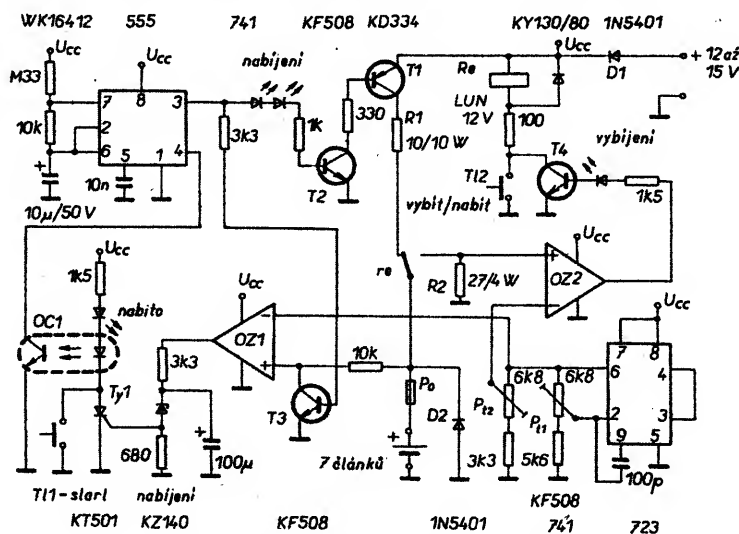 WK16412 555 741 KF508 KD334 KY130/80 1N5401
Ucc Ucc nabíjení T1 Ucc D1 + 12 až 15 V
M33 8 Re
7 3 330 R1 LUN 12 V
10k 2 3k3 1k 10/10 W 100 T4 vybíjení
6 4
5 1 T2 Tl2
+ 10n vybít/nabít 1k5
10µ/50 V
Ucc + Ucc
1k5 re R2 27/4 W OZ2
nabito Ucc − Ucc
OC1 OZ1 − 7 8
3k3 + 10k 6k8 6k8 6 4
Ty1 T3 Po D2 Pt2 Pt1 2 3
+ + 9 5
680 100µ 7 článků 3k3 5k6 100p
Tl1-start nabíjení KF508
KT501 KZ140 KF508 1N5401 741 723